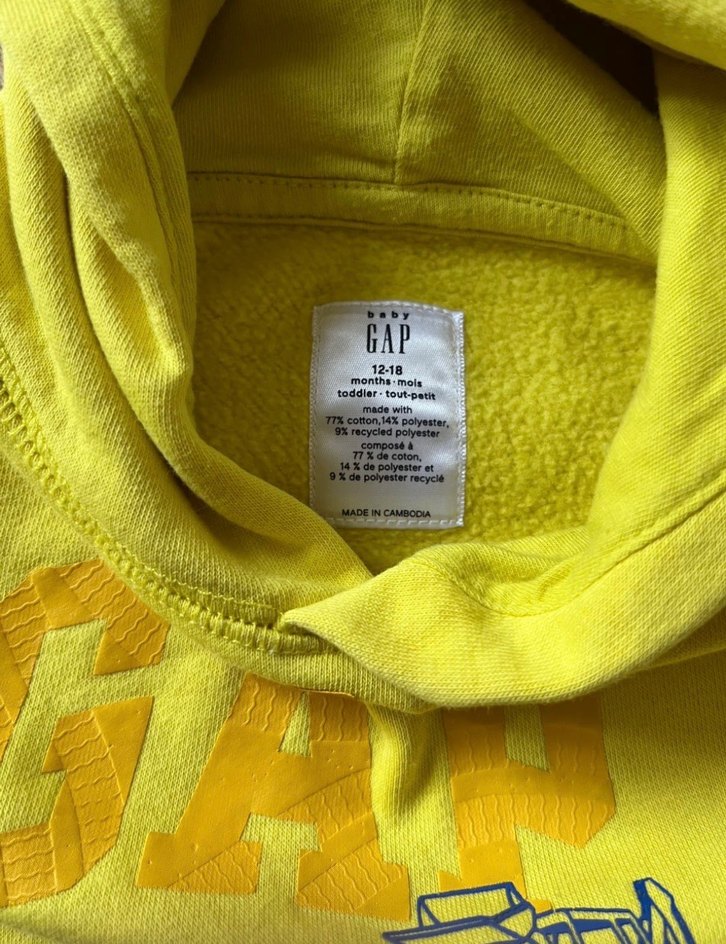 baby
GAP
12-18
months · mois
toddler · tout-petit
made with
77% cotton,14% polyester,
9% recycled polyester
composé à
77 % de coton,
14 % de polyester et
9 % de polyester recyclé
MADE IN CAMBODIA
GAP